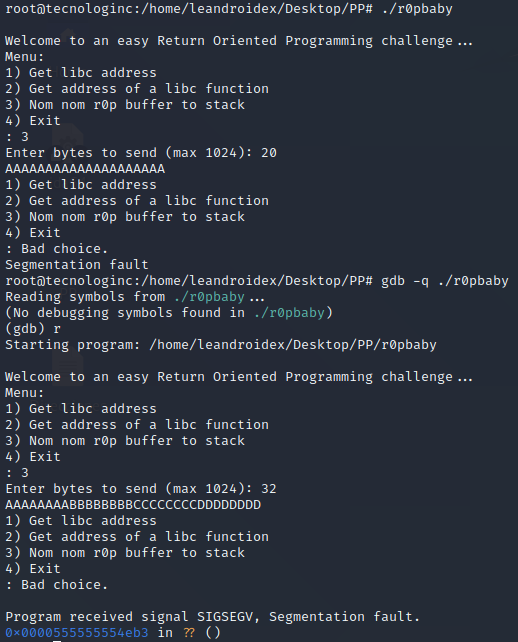 root@tecnologinc:/home/leandroidex/Desktop/PP# ./r0pbaby
Welcome to an easy Return Oriented Programming challenge...
Menu:
1) Get libc address
2) Get address of a libc function
3) Nom nom r0p buffer to stack
4) Exit
: 3
Enter bytes to send (max 1024): 20
AAAAAAAAAAAAAAAAAAAA
1) Get libc address
2) Get address of a libc function
3) Nom nom r0p buffer to stack
4) Exit
: Bad choice.
Segmentation fault
root@tecnologinc:/home/leandroidex/Desktop/PP# gdb -q ./r0pbaby
Reading symbols from ./r0pbaby...
(No debugging symbols found in ./r0pbaby)
(gdb) r
Starting program: /home/leandroidex/Desktop/PP/r0pbaby
Welcome to an easy Return Oriented Programming challenge...
Menu:
1) Get libc address
2) Get address of a libc function
3) Nom nom r0p buffer to stack
4) Exit
: 3
Enter bytes to send (max 1024): 32
AAAAAAAABBBBBBBBCCCCCCCCDDDDDDDD
1) Get libc address
2) Get address of a libc function
3) Nom nom r0p buffer to stack
4) Exit
: Bad choice.
Program received signal SIGSEGV, Segmentation fault.
0x0000555555554eb3 in ?? ()